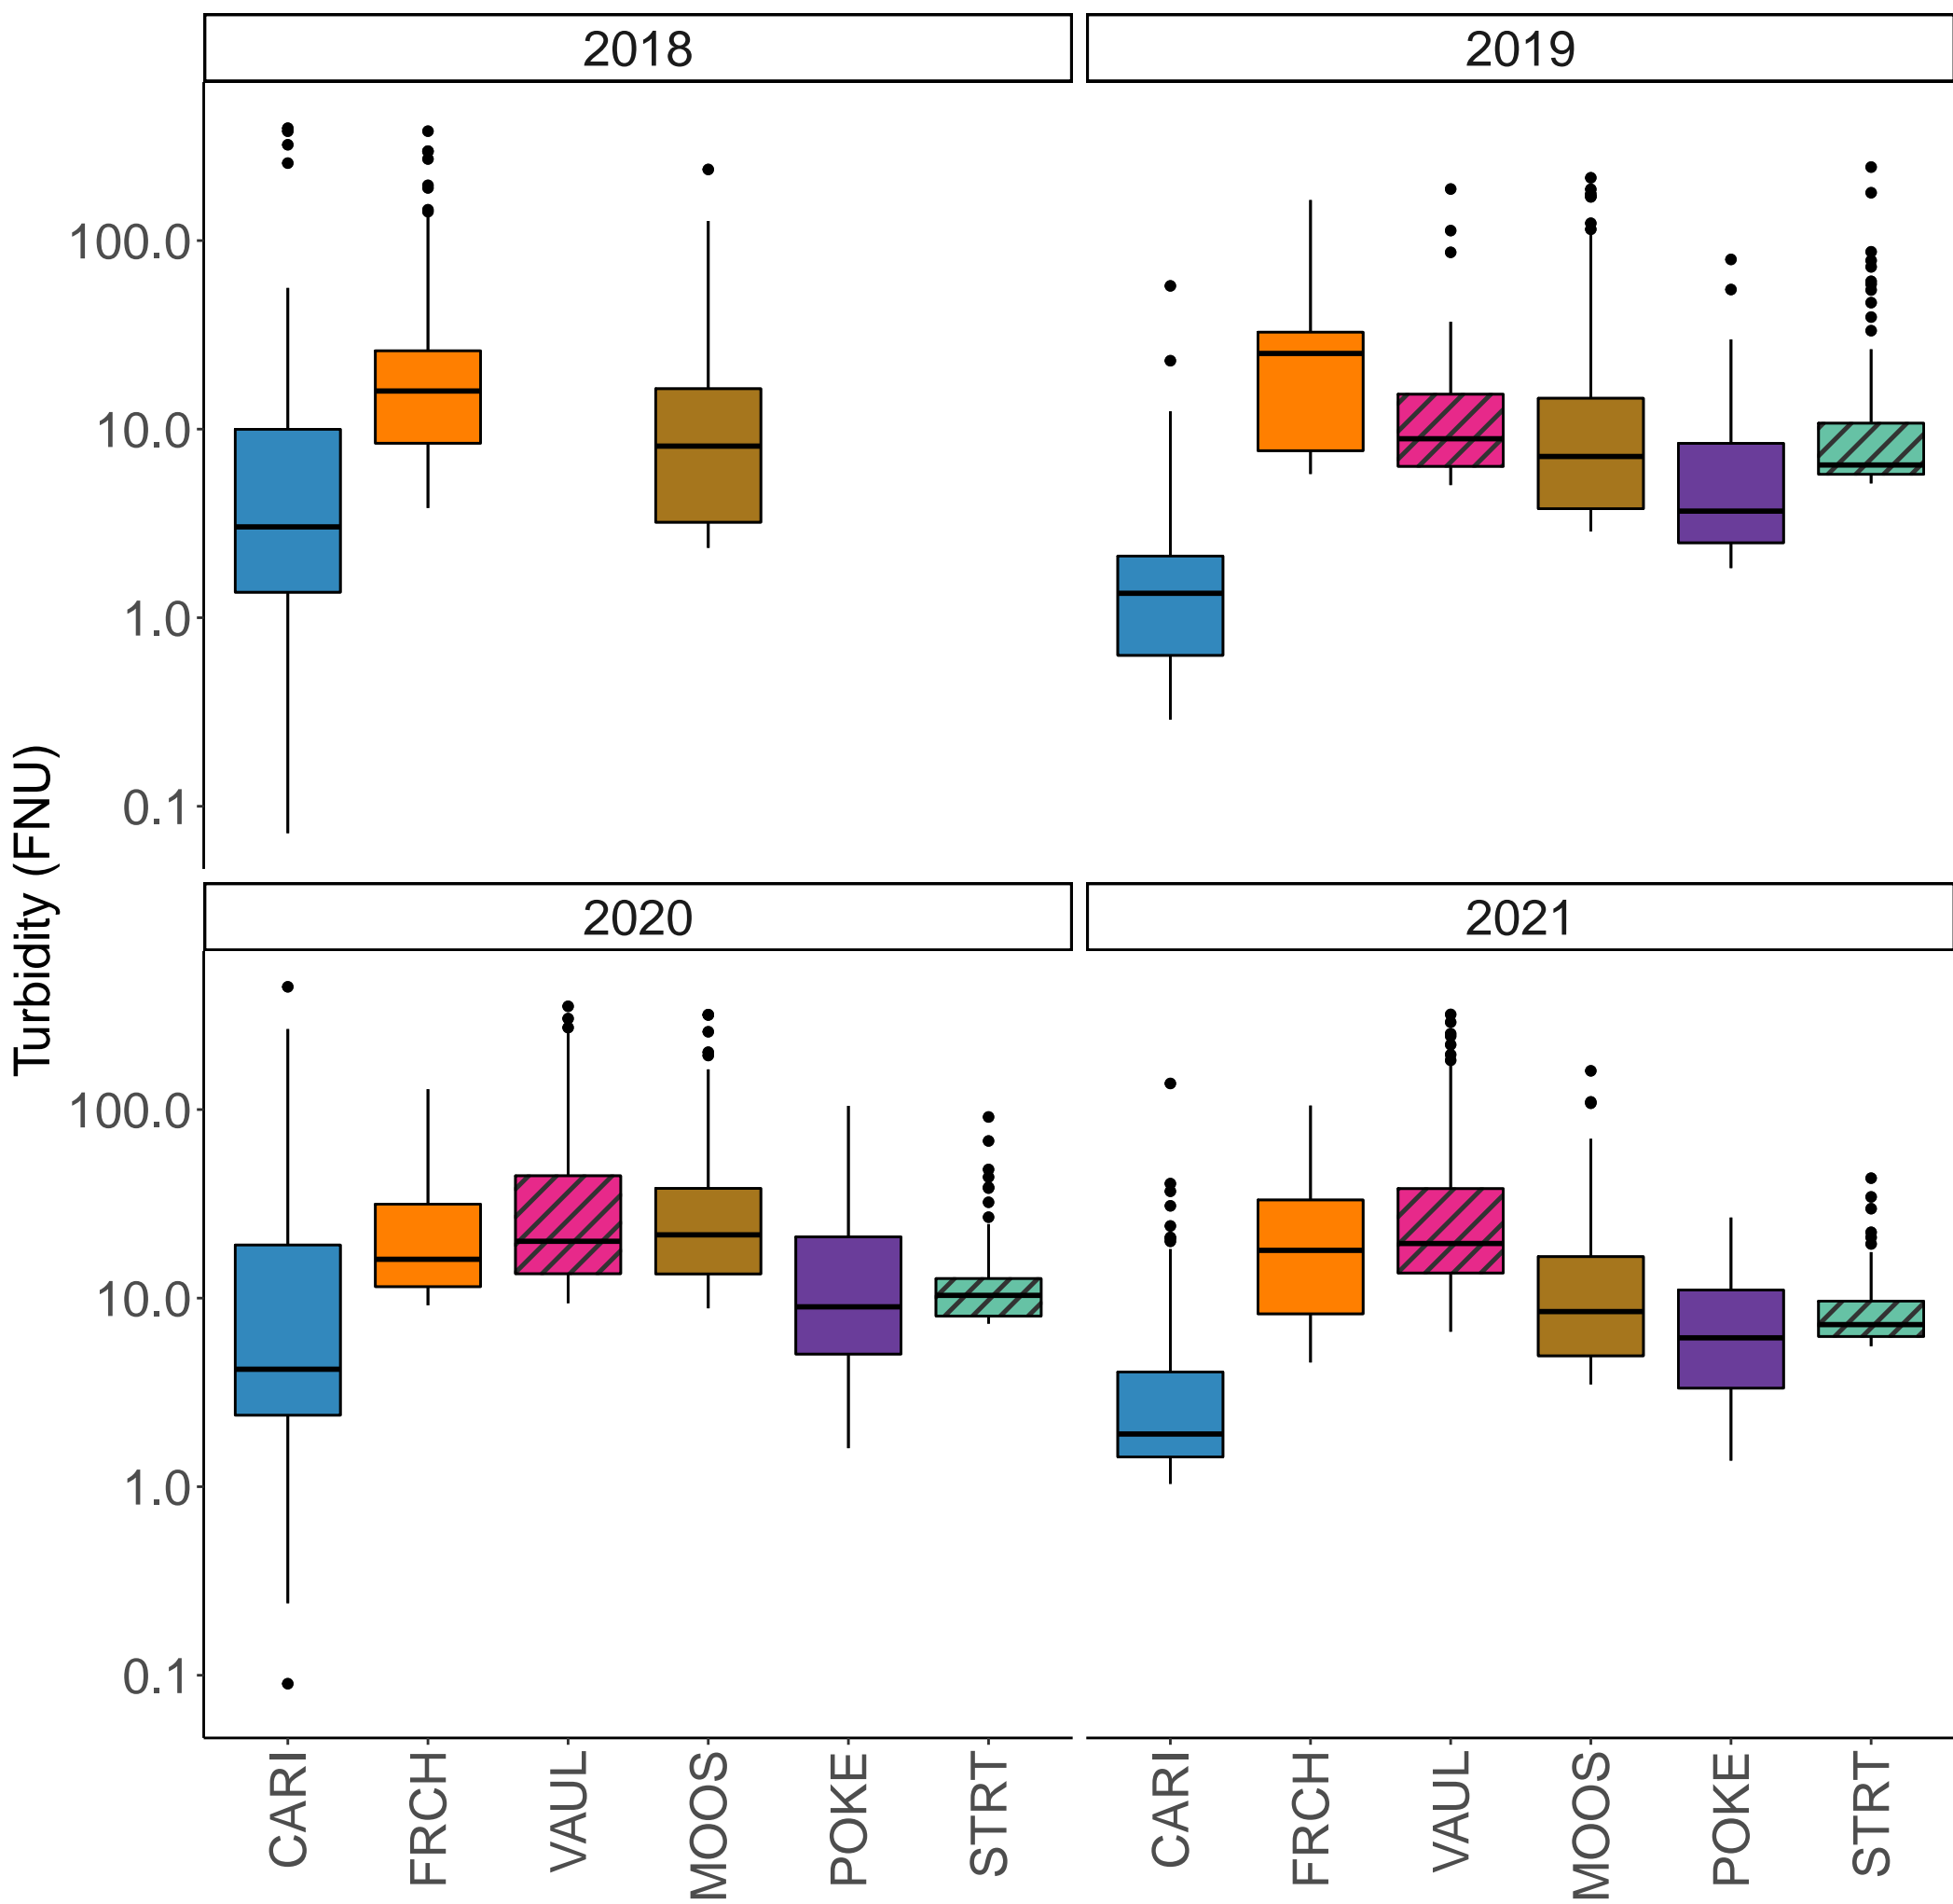 2018
2019
100.0
10.0
1.0
0.1
Turbidity (FNU)
2020
2021
100.0
10.0
1.0
0.1
CARI
FRCH
VAUL
MOOS
POKE
STRT
CARI
FRCH
VAUL
MOOS
POKE
STRT